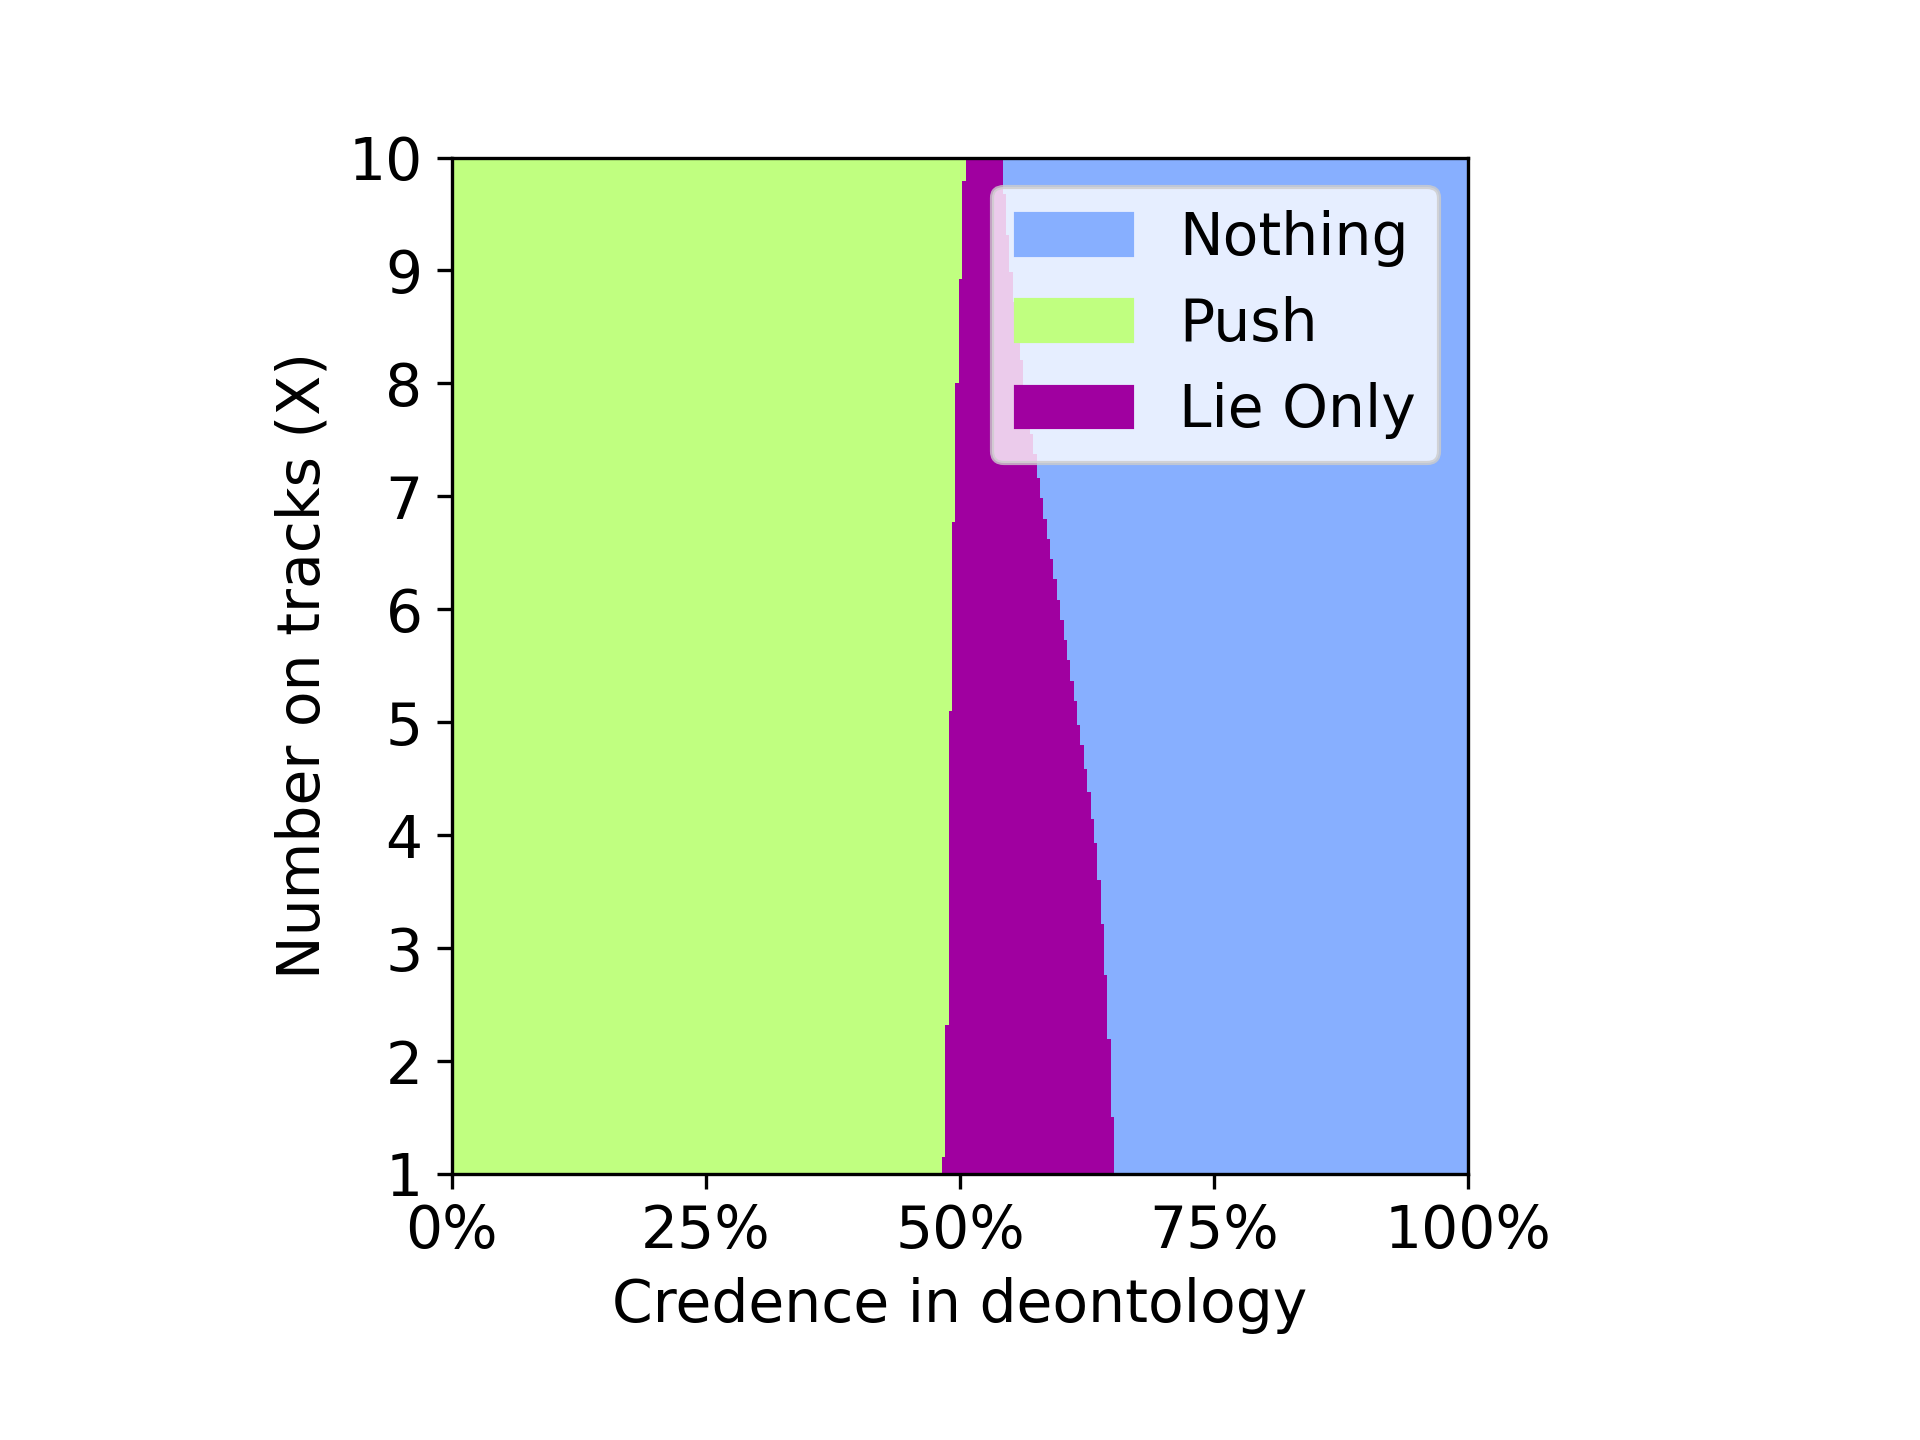 Number on tracks (X)
10
9
8
7
6
5
4
3
2
1
Nothing
Push
Lie Only
0% 25% 50% 75% 100%
Credence in deontology